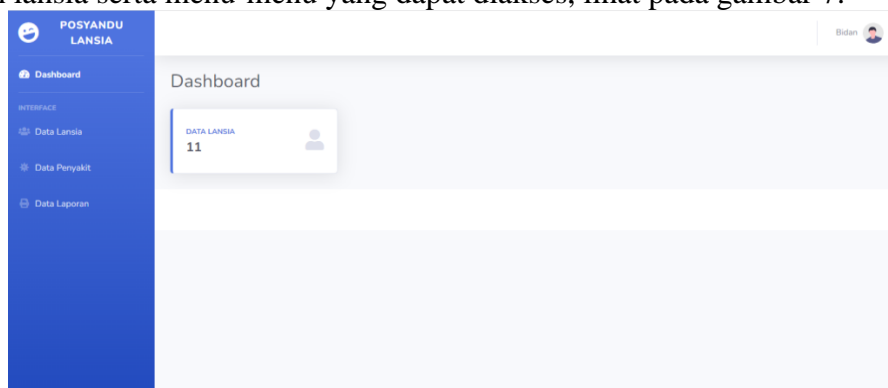 lansia serta menu-menu yang dapat diakses, lihat pada gambar 7.
POSYANDU
LANSIA
Bidan
Dashboard
Dashboard
INTERFACE
Data Lansia
DATA LANSIA
11
Data Penyakit
Data Laporan